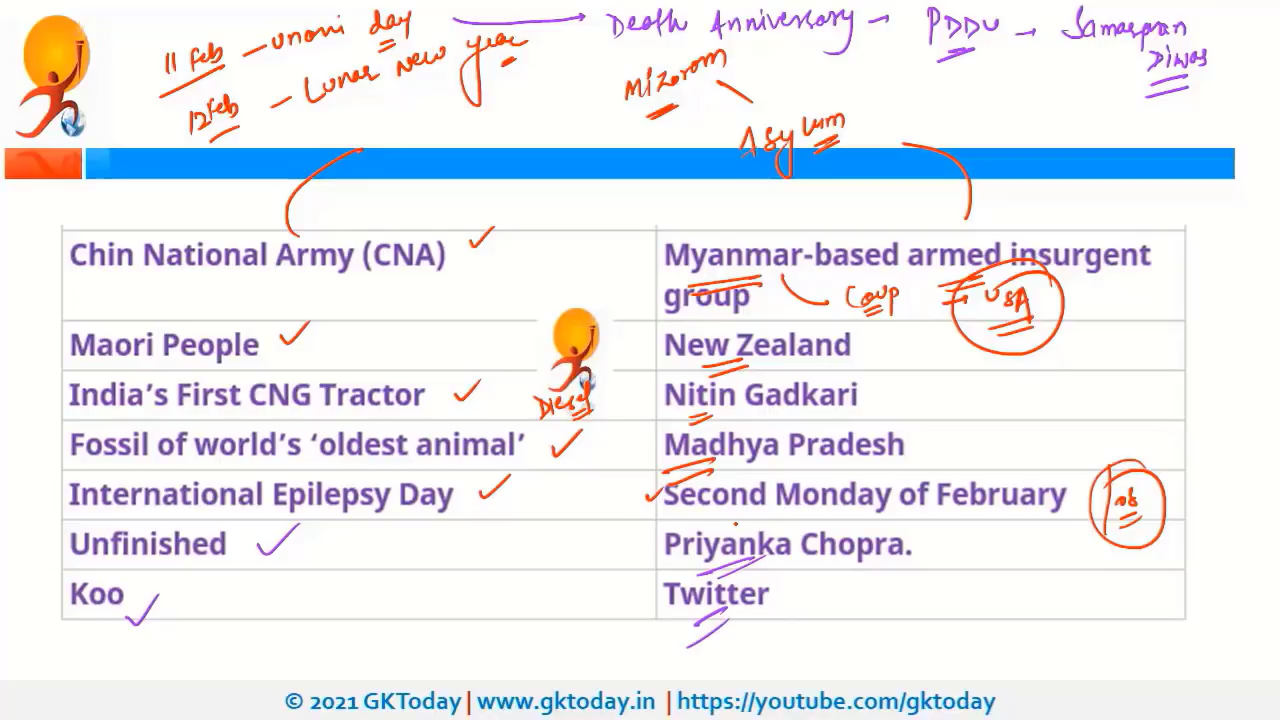 11 Feb - unani day → Death Anniversary - PDDU → Samarpan Diwas
12 Feb - Lunar New year
Mizoram
Asylum
Chin National Army (CNA) Myanmar-based armed insurgent group
Coup USA
Maori People New Zealand
India's First CNG Tractor Nitin Gadkari
Diesel
Fossil of world's 'oldest animal' Madhya Pradesh
International Epilepsy Day Second Monday of February
Unfinished Priyanka Chopra.
Koo Twitter
© 2021 GKToday | www.gktoday.in | https://youtube.com/gktoday